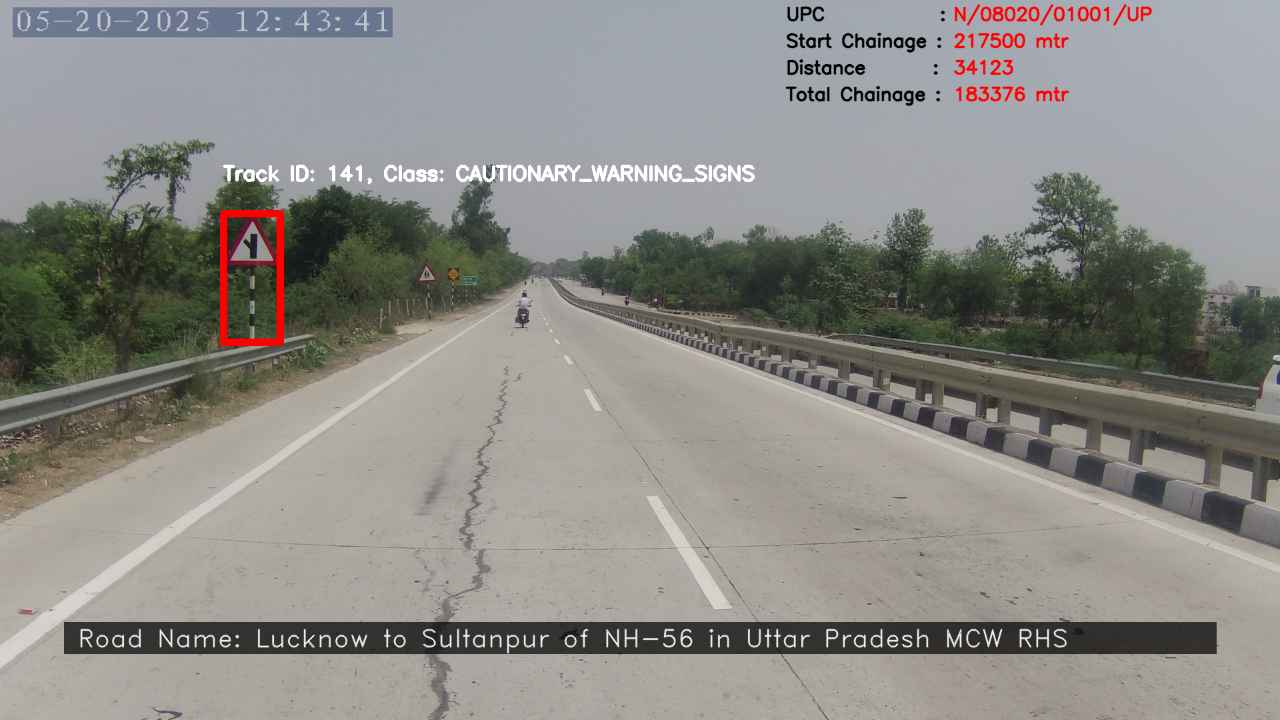 05-20-2025 12:43:41
UPC : N/08020/01001/UP
Start Chainage : 217500 mtr
Distance : 34123
Total Chainage : 183376 mtr
Track ID: 141, Class: CAUTIONARY_WARNING_SIGNS
Road Name: Lucknow to Sultanpur of NH-56 in Uttar Pradesh MCW RHS